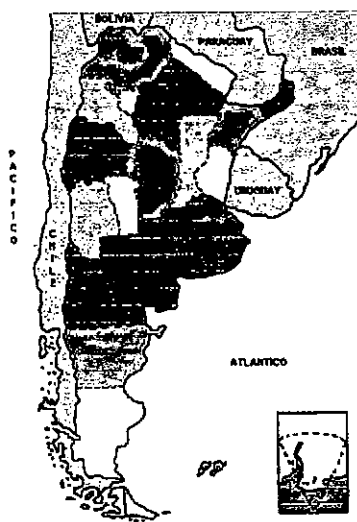 BOLIVIA
PARAGUAY
BRASIL
PACIFICO
CHILE
URUGUAY
ATLANTICO